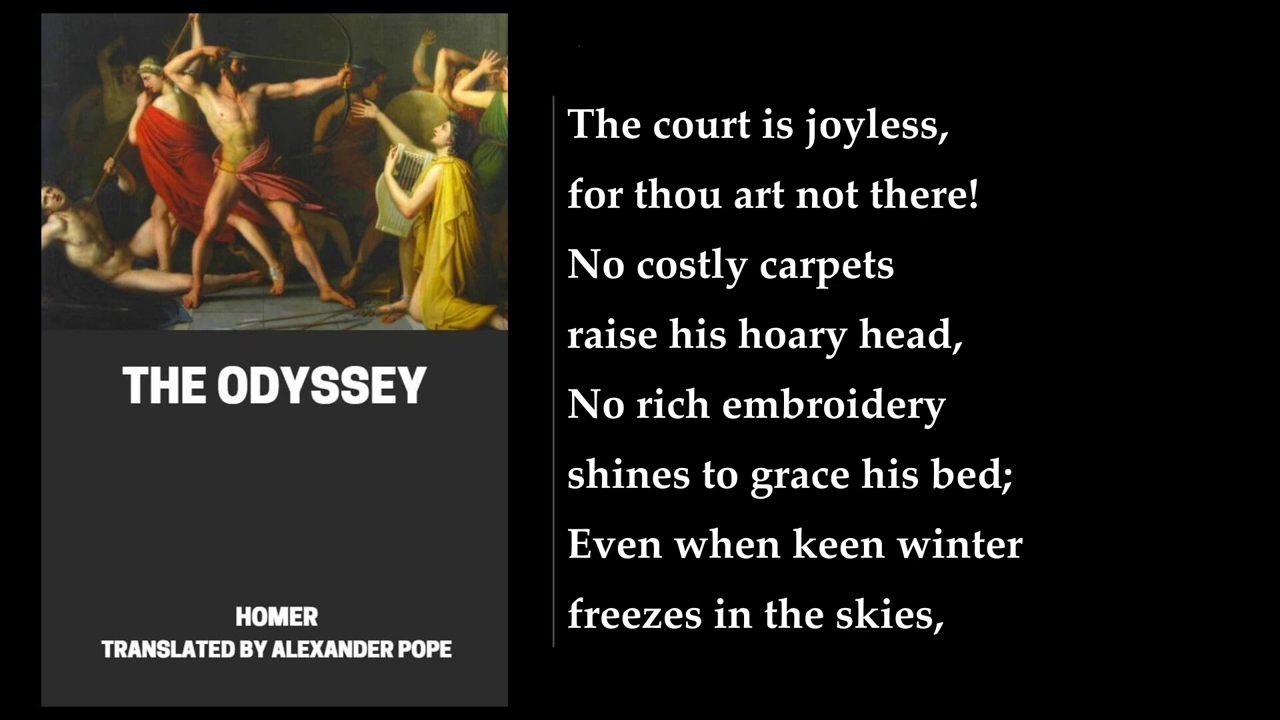 THE ODYSSEY
HOMER
TRANSLATED BY ALEXANDER POPE
The court is joyless,
for thou art not there!
No costly carpets
raise his hoary head,
No rich embroidery
shines to grace his bed;
Even when keen winter
freezes in the skies,